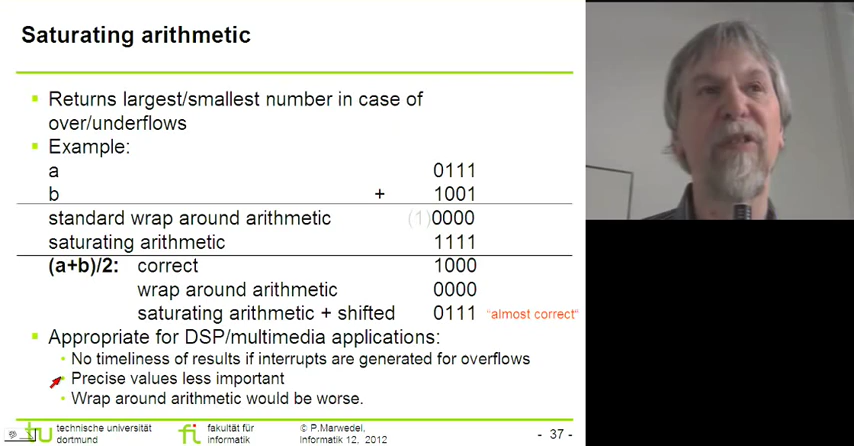 Saturating arithmetic
Returns largest/smallest number in case of
over/underflows
Example:
a 0111
b + 1001
standard wrap around arithmetic (1)0000
saturating arithmetic 1111
(a+b)/2: correct 1000
wrap around arithmetic 0000
saturating arithmetic + shifted 0111 "almost correct"
Appropriate for DSP/multimedia applications:
No timeliness of results if interrupts are generated for overflows
Precise values less important
Wrap around arithmetic would be worse.
tu technische universität
dortmund
fi fakultät für
informatik
© P.Marwedel,
Informatik 12, 2012
- 37 -